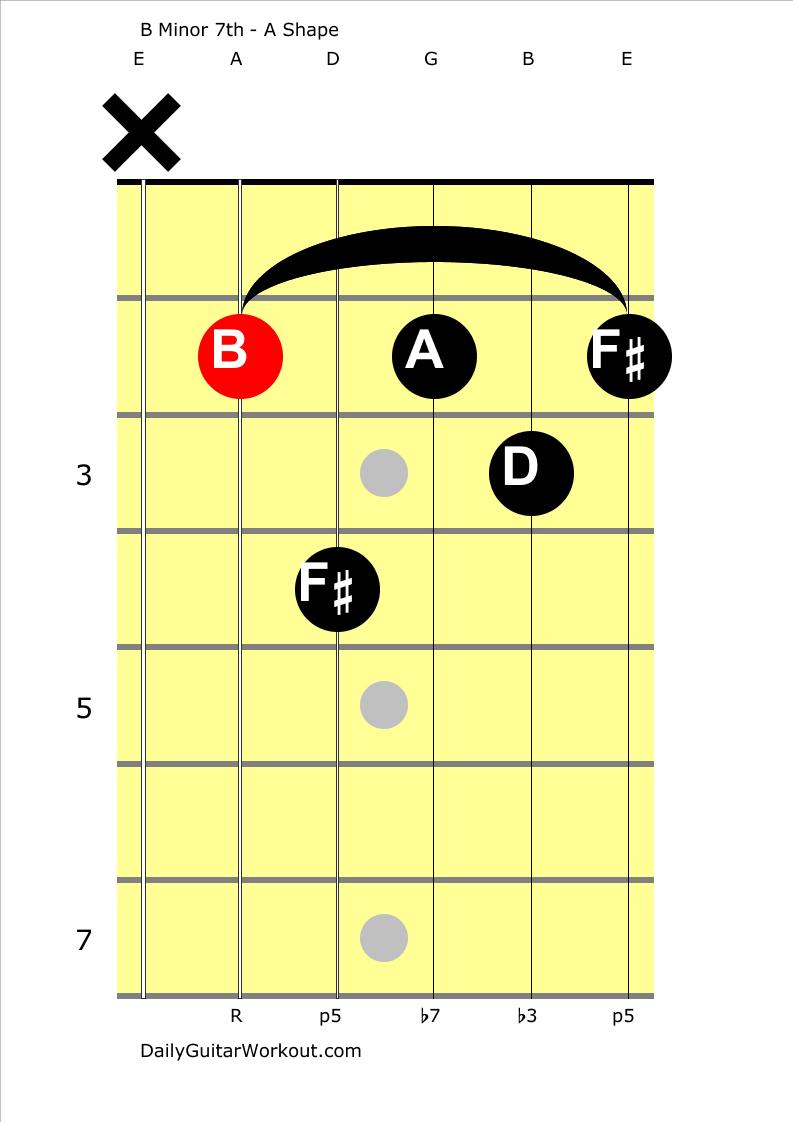 B Minor 7th - A Shape
E A D G B E
B A F♯
3 D
F♯
5
7
R p5 ♭7 ♭3 p5
DailyGuitarWorkout.com